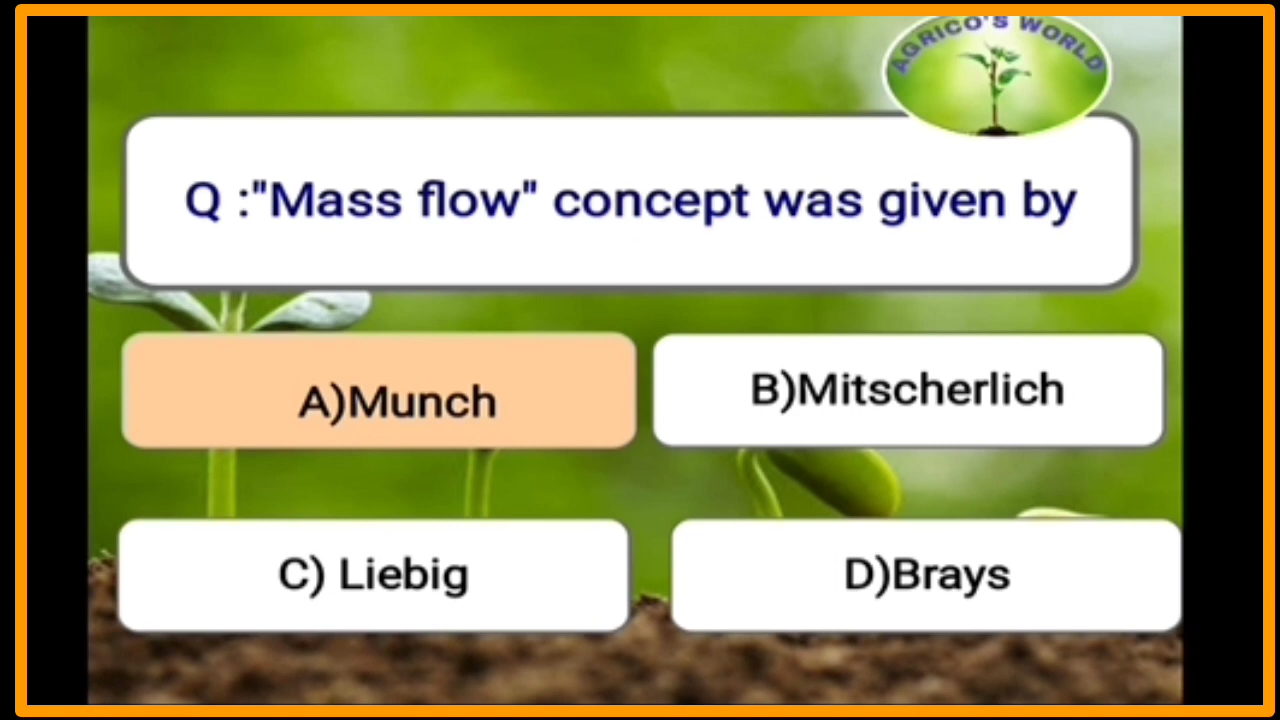 AGRICO'S WORLD
Q :"Mass flow" concept was given by
A)Munch
B)Mitscherlich
C) Liebig
D)Brays